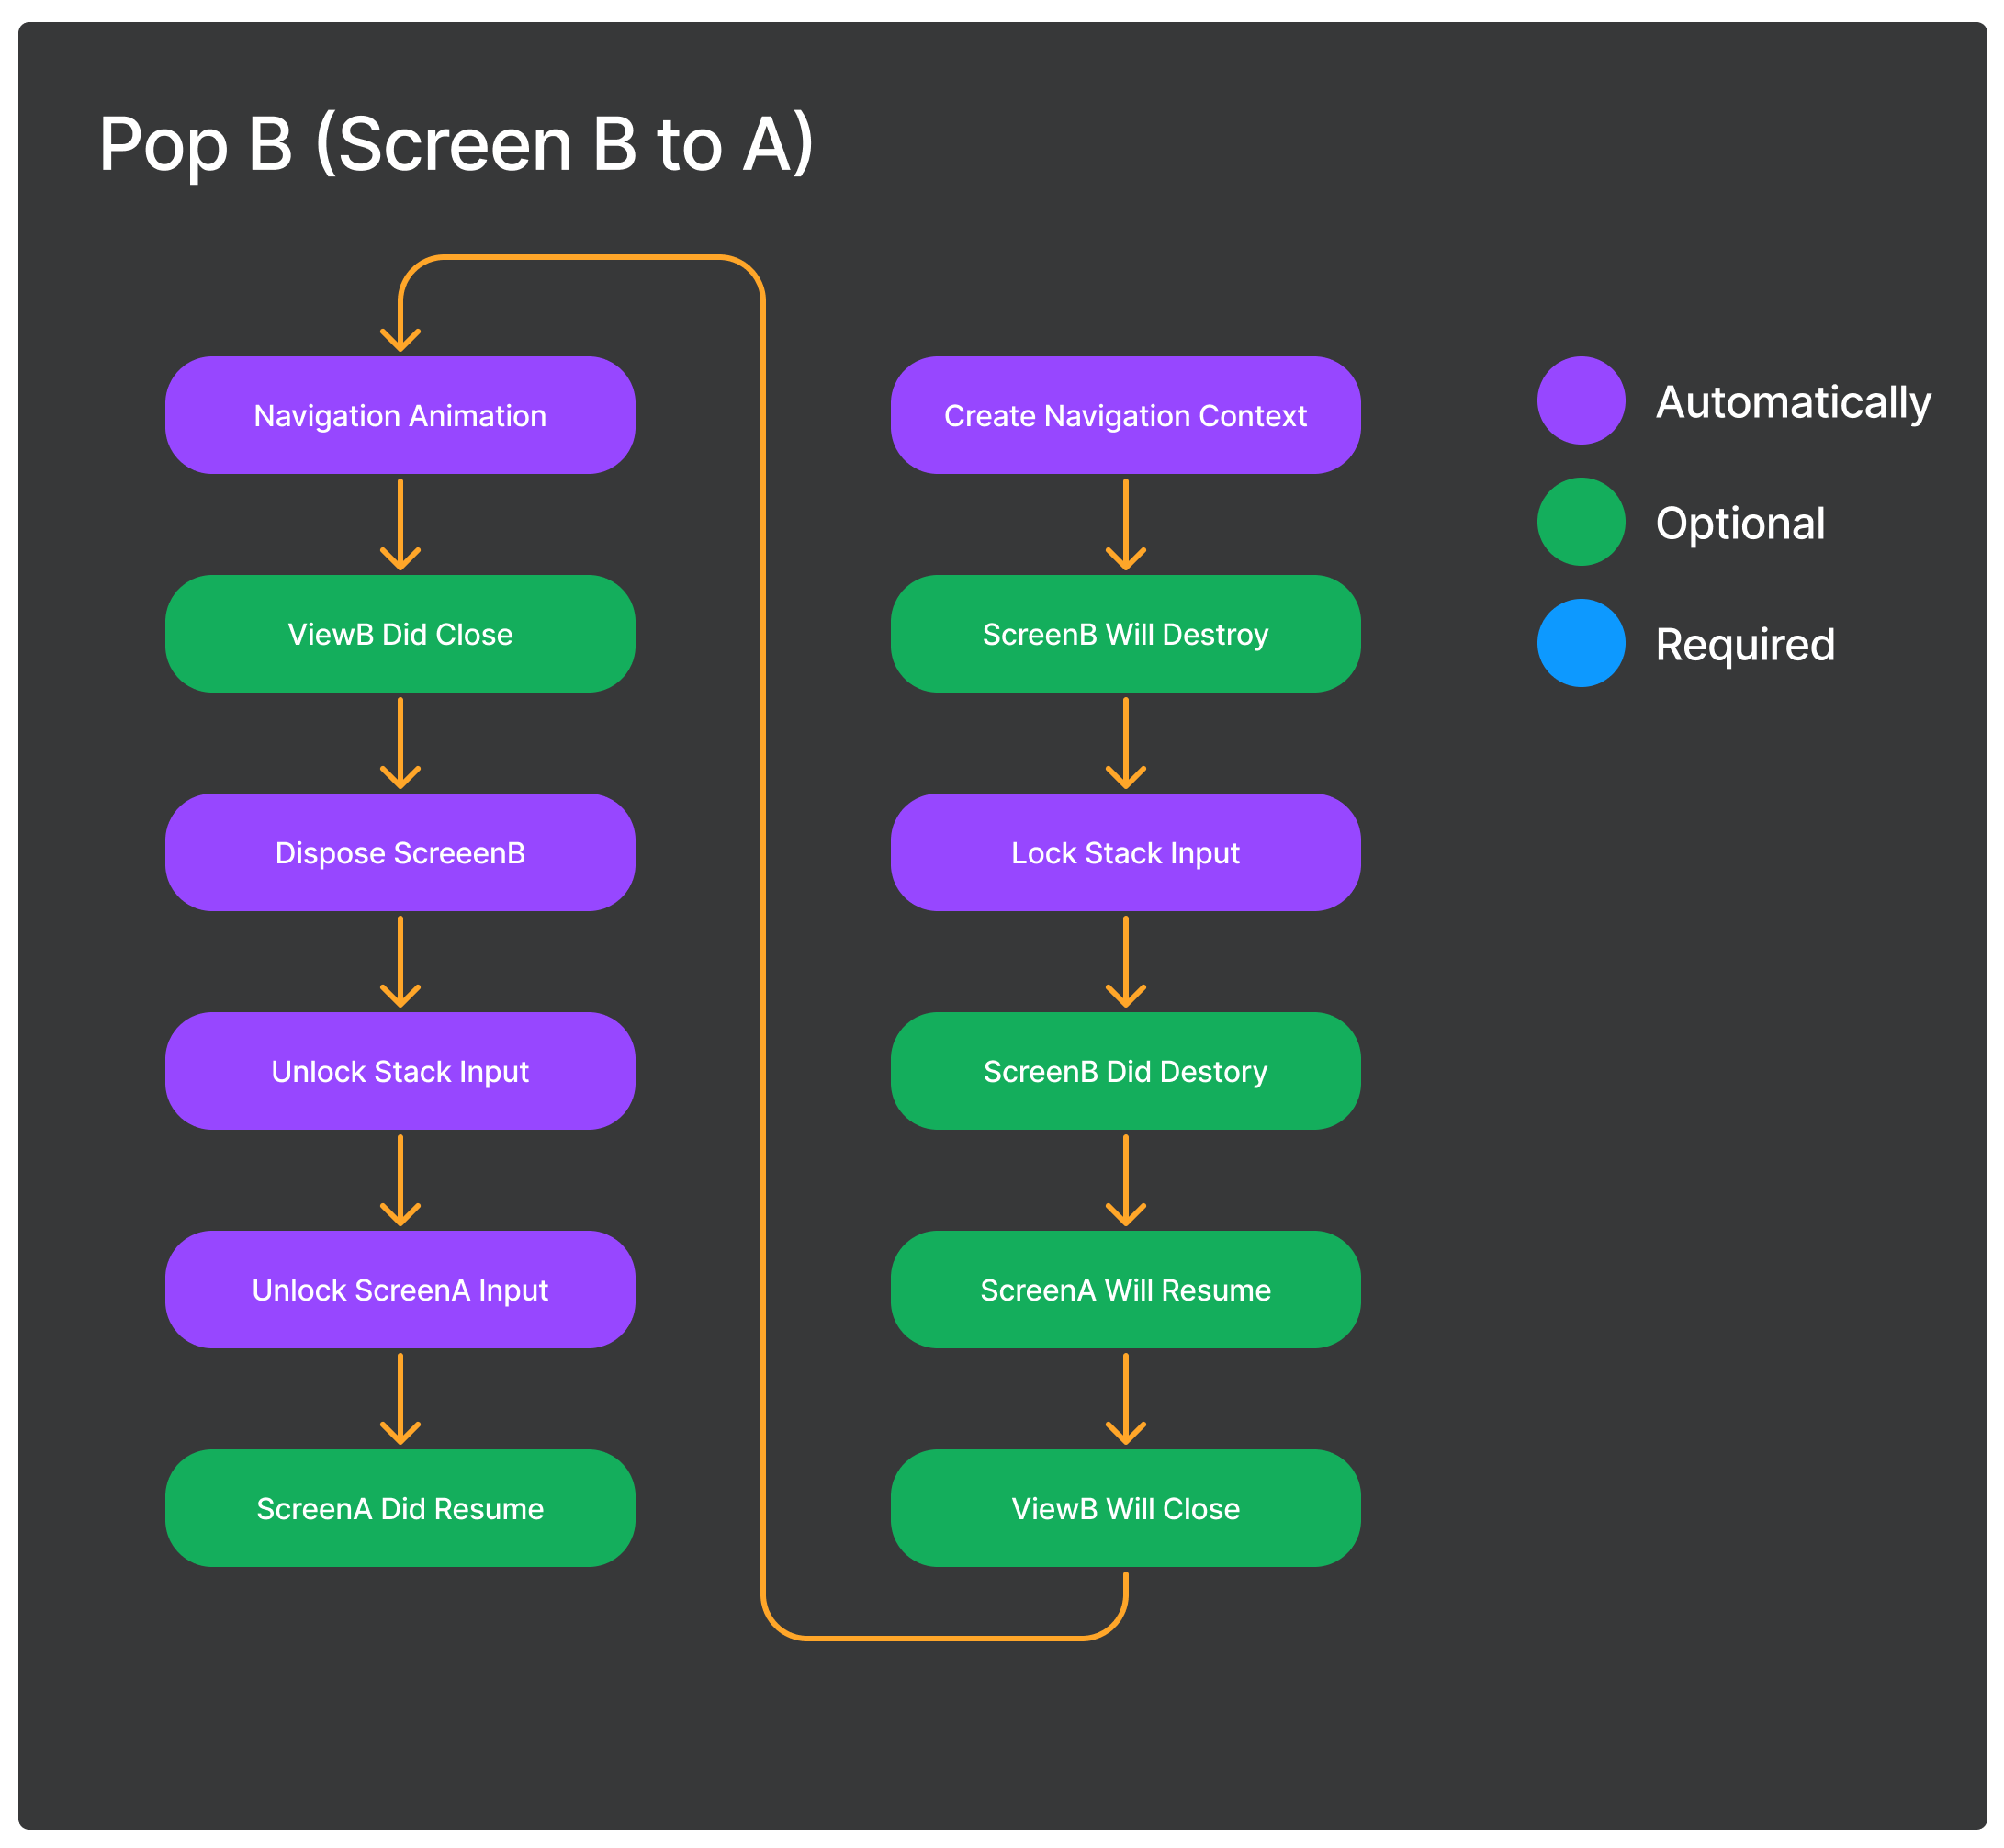 Pop B (Screen B to A)
Navigation Animation
ViewB Did Close
Dispose ScreeenB
Unlock Stack Input
Unlock ScreenA Input
ScreenA Did Resume
Create Navigation Context
ScreenB Will Destroy
Lock Stack Input
ScreenB Did Destory
ScreenA Will Resume
ViewB Will Close
Automatically
Optional
Required